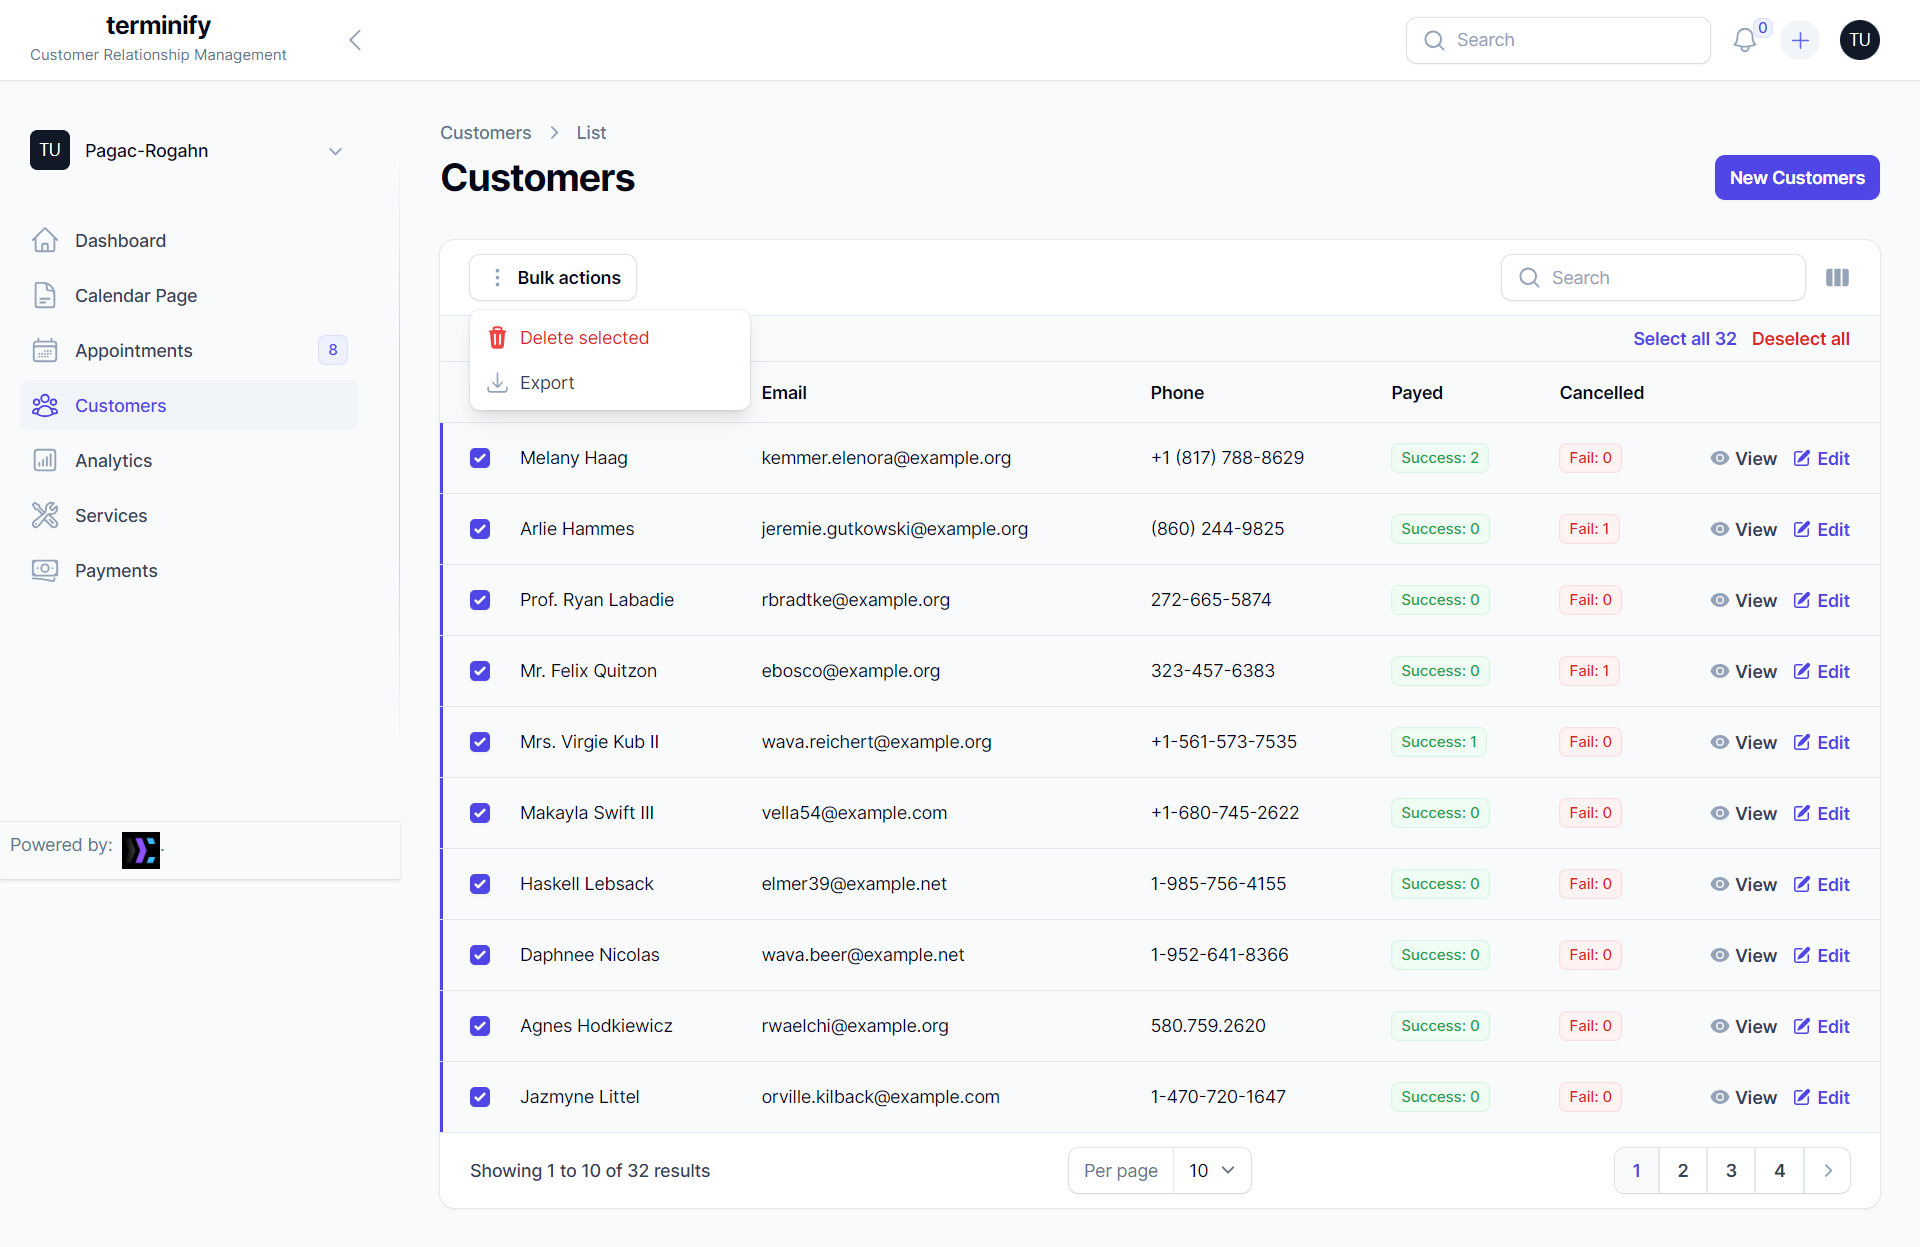 terminify
Customer Relationship Management
Search
0
TU
TU
Pagac-Rogahn
Dashboard
Calendar Page
Appointments 8
Customers
Analytics
Services
Payments
Powered by: .
Customers List
Customers
New Customers
Bulk actions
Search
Delete selected
Export
Select all 32 Deselect all
Email Phone Payed Cancelled
Melany Haag kemmer.elenora@example.org +1 (817) 788-8629 Success: 2 Fail: 0 View Edit
Arlie Hammes jeremie.gutkowski@example.org (860) 244-9825 Success: 0 Fail: 1 View Edit
Prof. Ryan Labadie rbradtke@example.org 272-665-5874 Success: 0 Fail: 0 View Edit
Mr. Felix Quitzon ebosco@example.org 323-457-6383 Success: 0 Fail: 1 View Edit
Mrs. Virgie Kub II wava.reichert@example.org +1-561-573-7535 Success: 1 Fail: 0 View Edit
Makayla Swift III vella54@example.com +1-680-745-2622 Success: 0 Fail: 0 View Edit
Haskell Lebsack elmer39@example.net 1-985-756-4155 Success: 0 Fail: 0 View Edit
Daphnee Nicolas wava.beer@example.net 1-952-641-8366 Success: 0 Fail: 0 View Edit
Agnes Hodkiewicz rwaelchi@example.org 580.759.2620 Success: 0 Fail: 0 View Edit
Jazmyne Littel orville.kilback@example.com 1-470-720-1647 Success: 0 Fail: 0 View Edit
Showing 1 to 10 of 32 results
Per page 10
1 2 3 4